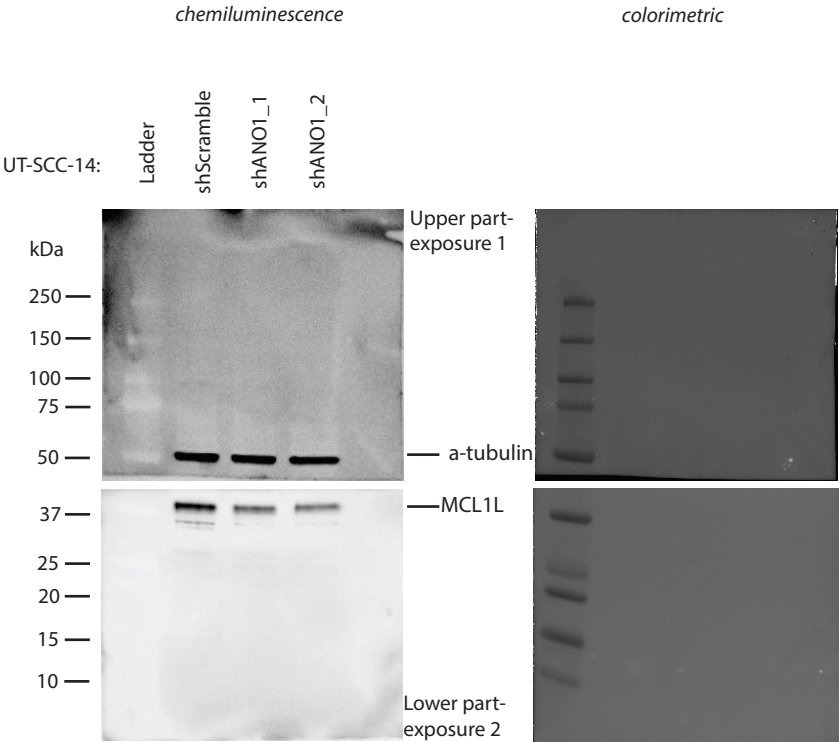 chemiluminescence
colorimetric
UT-SCC-14:
Ladder
shScramble
shANO1_1
shANO1_2
Upper part-
exposure 1
kDa
250
150
100
75
50
a-tubulin
37
MCL1L
25
20
15
10
Lower part-
exposure 2